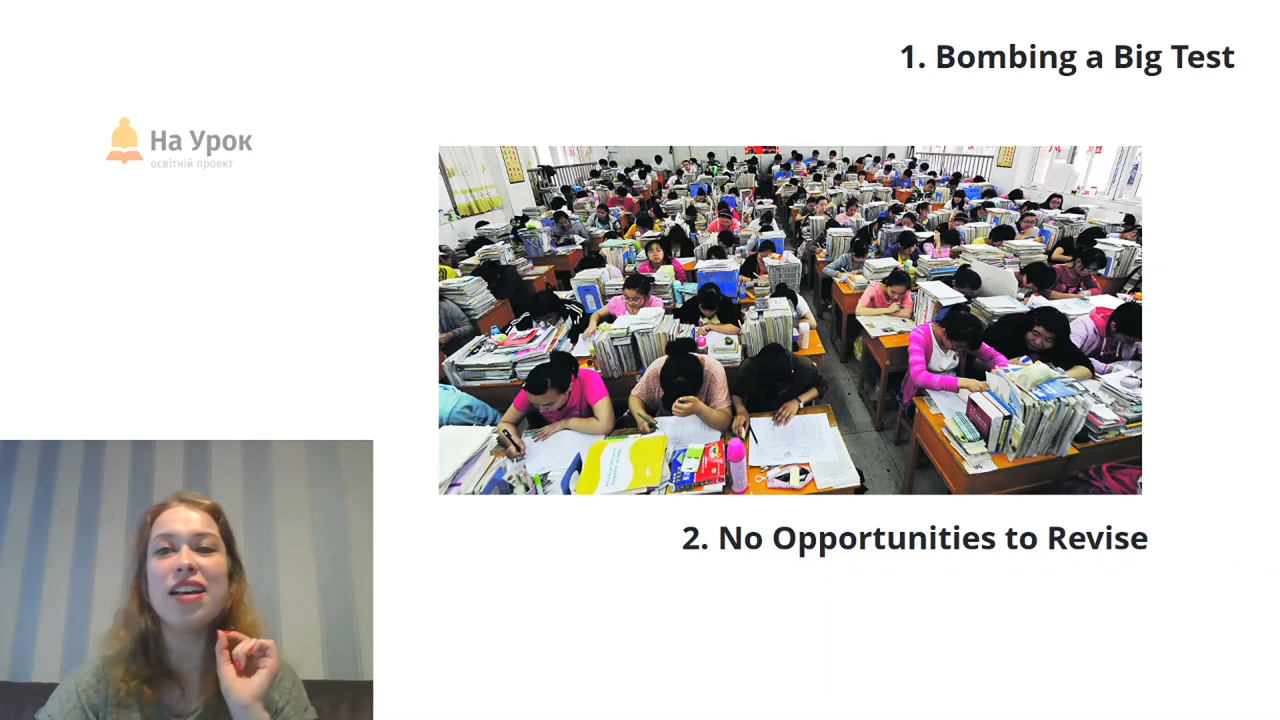 1. Bombing a Big Test
На Урок
освітній проект
2. No Opportunities to Revise